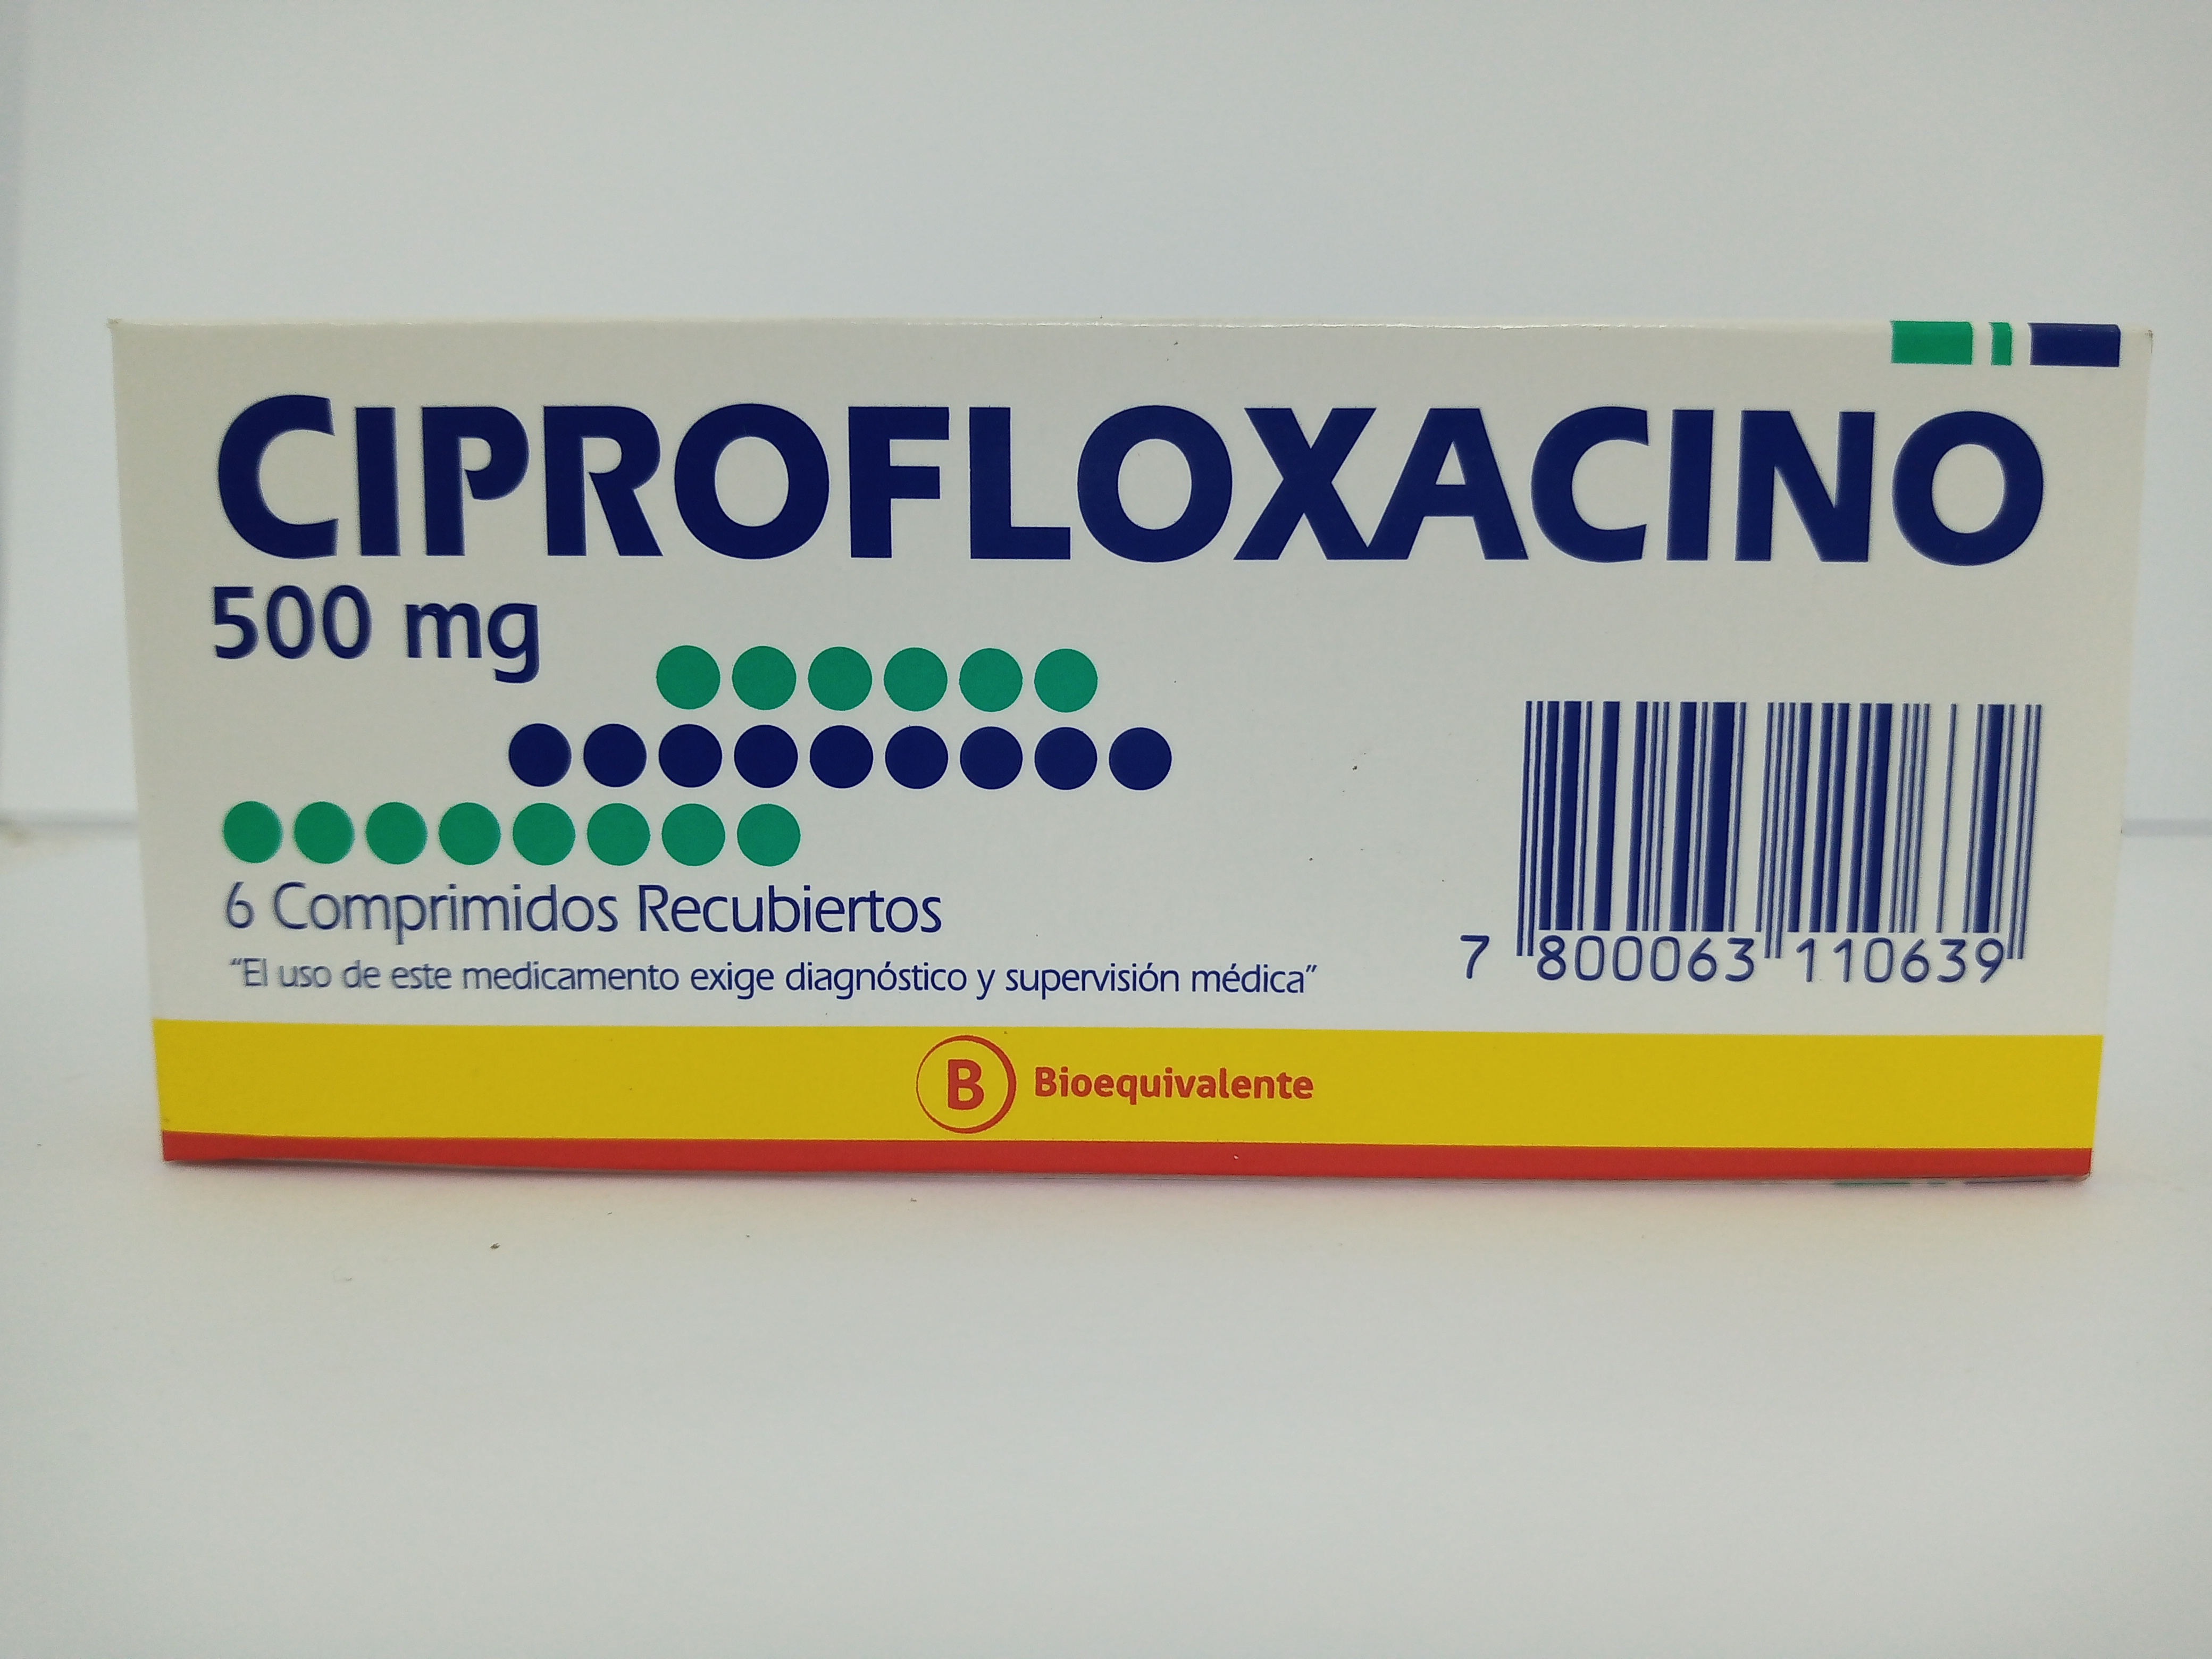 CIPROFLOXACINO
500 mg
6 Comprimidos Recubiertos
“El uso de este medicamento exige diagnóstico y supervisión médica”
7 800063 110639
B Bioequivalente